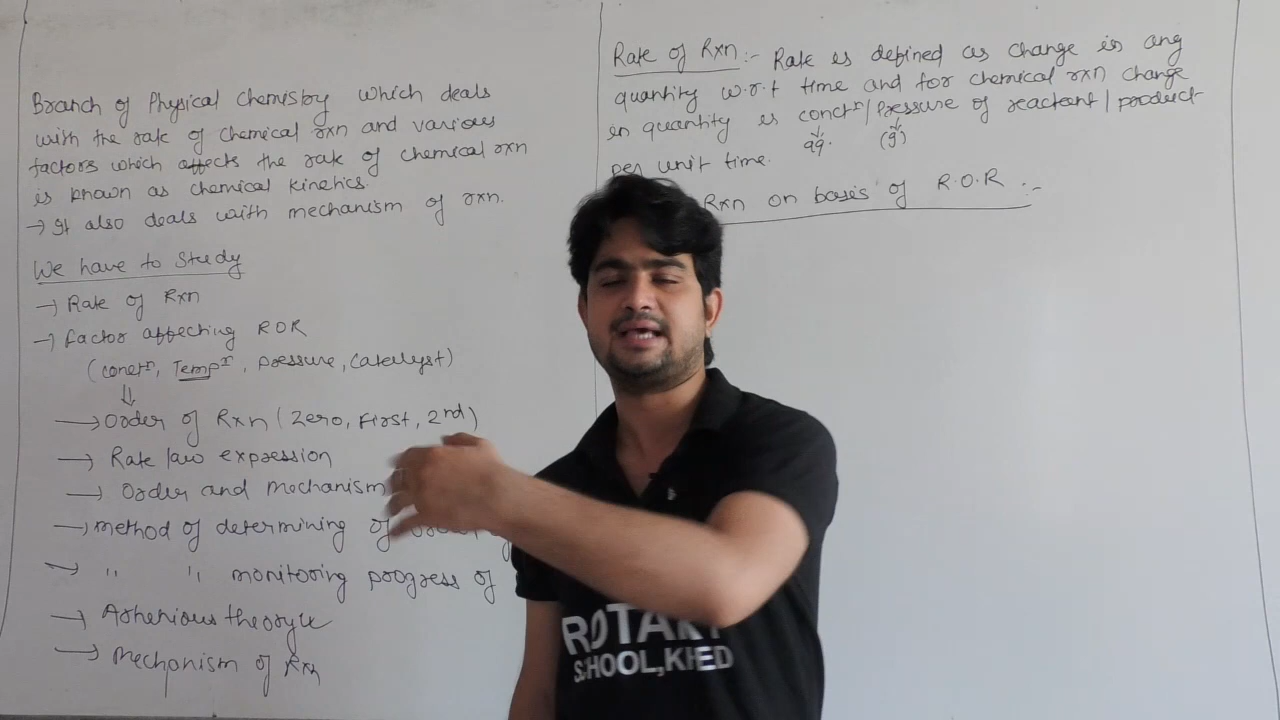 Branch of Physical Chemistry which deals
with the rate of chemical rxn and various
factors which affects the rate of chemical rxn
is known as chemical kinetics.
→ It also deals with mechanism of rxn.
We have to Study
→ Rate of Rxn
→ factor affecting ROR
(conctn, Tempr, pressure, catalyst)
⇓
→ Order of Rxn (Zero, First, 2nd)
→ Rate law expression
→ Order and Mechanism
→ Method of determining of
→ " " monitoring progress of
→ Arhenious theory
→ Mechanism of Rxn
Rate of Rxn :- Rate is defined as change in any
quantity w.r.t time and for chemical rxn change
in quantity is conctn/Pressure of reactant/product
aq. (g)
per unit time.
Rxn on bases of R.O.R :-
ROTARY
SCHOOL, KHED